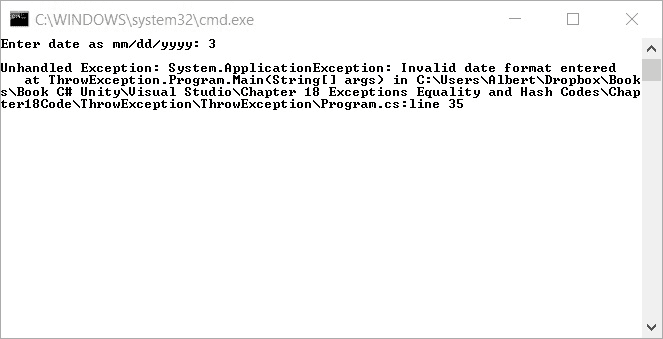 C:\WINDOWS\system32\cmd.exe
Enter date as mm/dd/yyyy: 3
Unhandled Exception: System.ApplicationException: Invalid date format entered
   at ThrowException.Program.Main(String[] args) in C:\Users\Albert\Dropbox\Book
s\Book C# Unity\Visual Studio\Chapter 18 Exceptions Equality and Hash Codes\Chap
ter18Code\ThrowException\ThrowException\Program.cs:line 35